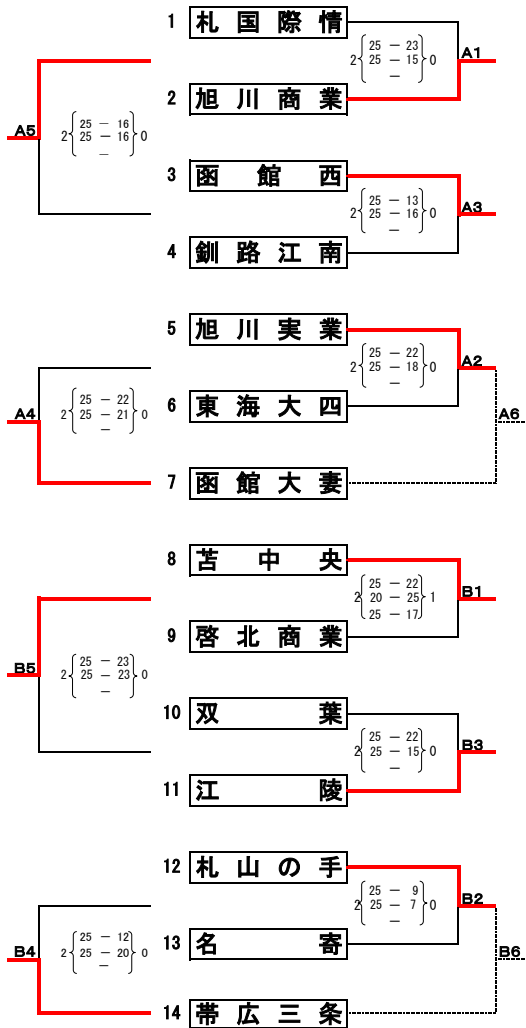 1 札国際情
2 { 25 － 23 } 0
25 － 15
－
A1
2 旭川商業
A5
2 { 25 － 16 } 0
25 － 16
－
3 函館西
2 { 25 － 13 } 0
25 － 16
－
A3
4 釧路江南
5 旭川実業
2 { 25 － 22 } 0
25 － 18
－
A2
6 東海大四
A4
2 { 25 － 22 } 0
25 － 21
－
A6
7 函館大妻
8 苫中央
2 { 25 － 22 } 1
20 － 25
25 － 17
B1
9 啓北商業
B5
2 { 25 － 23 } 0
25 － 23
－
10 双葉
2 { 25 － 22 } 0
25 － 15
－
B3
11 江陵
12 札山の手
2 { 25 － 9 } 0
25 － 7
－
B2
13 名寄
B4
2 { 25 － 12 } 0
25 － 20
－
B6
14 帯広三条